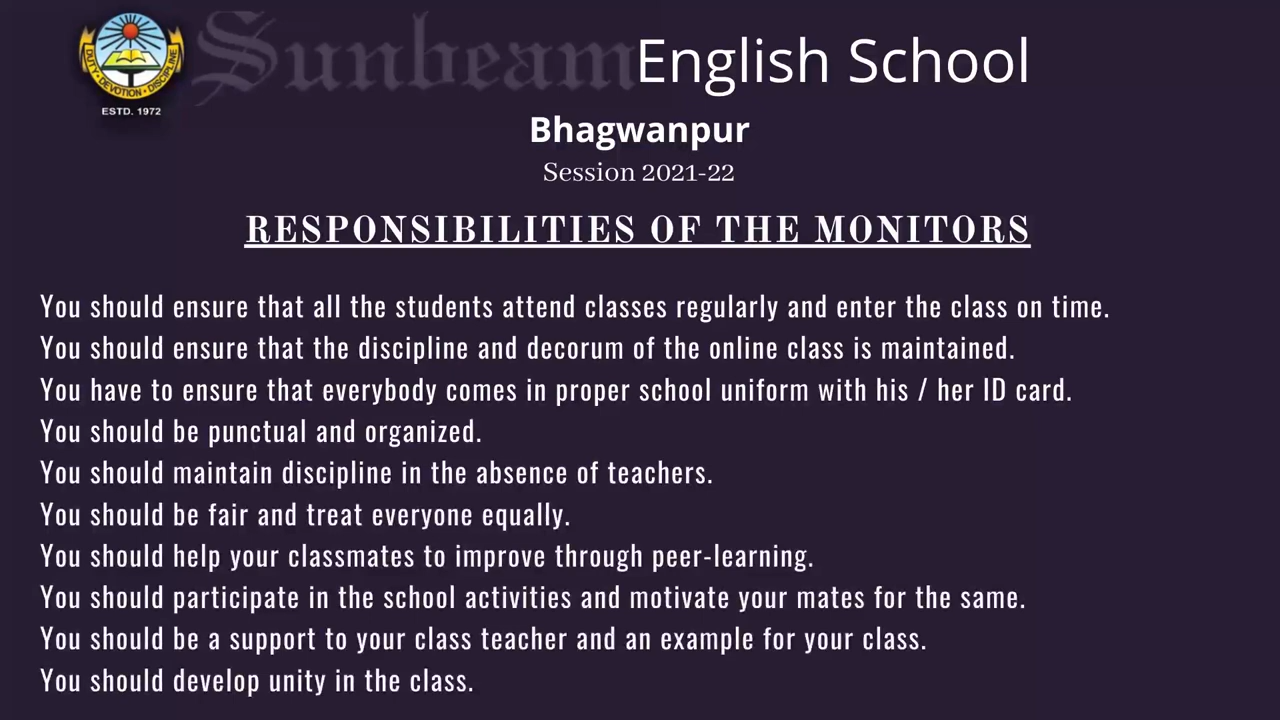 Sunbeam English School
DUTY • DEVOTION • DISCIPLINE
ESTD. 1972
Bhagwanpur
Session 2021-22
RESPONSIBILITIES OF THE MONITORS
You should ensure that all the students attend classes regularly and enter the class on time.
You should ensure that the discipline and decorum of the online class is maintained.
You have to ensure that everybody comes in proper school uniform with his / her ID card.
You should be punctual and organized.
You should maintain discipline in the absence of teachers.
You should be fair and treat everyone equally.
You should help your classmates to improve through peer-learning.
You should participate in the school activities and motivate your mates for the same.
You should be a support to your class teacher and an example for your class.
You should develop unity in the class.